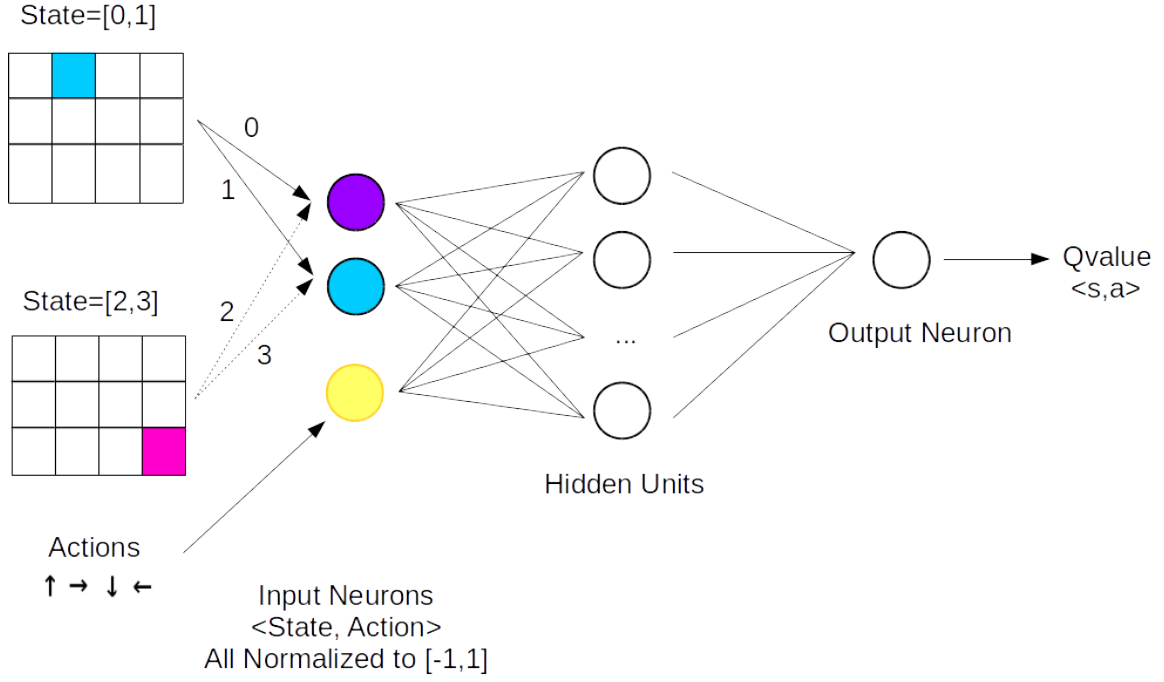 State=[0,1]
0
1
State=[2,3]
2
3
Actions
↑ → ↓ ←
Input Neurons
<State, Action>
All Normalized to [-1,1]
...
Hidden Units
Output Neuron
Qvalue
<s,a>